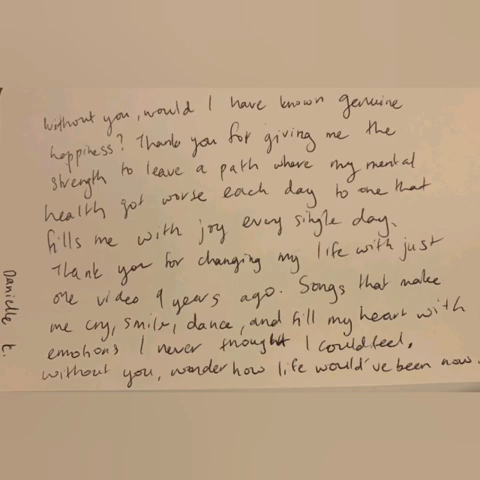 Without you, would I have known genuine
happiness? Thank you for giving me the
strength to leave a path where my mental
health got worse each day to one that
fills me with joy every single day.
Thank you for changing my life with just
one video 9 years ago. Songs that make
me cry, smile, dance, and fill my heart with
emotions I never thought I could feel.
without you, wonder how life would've been now.
Danielle t.